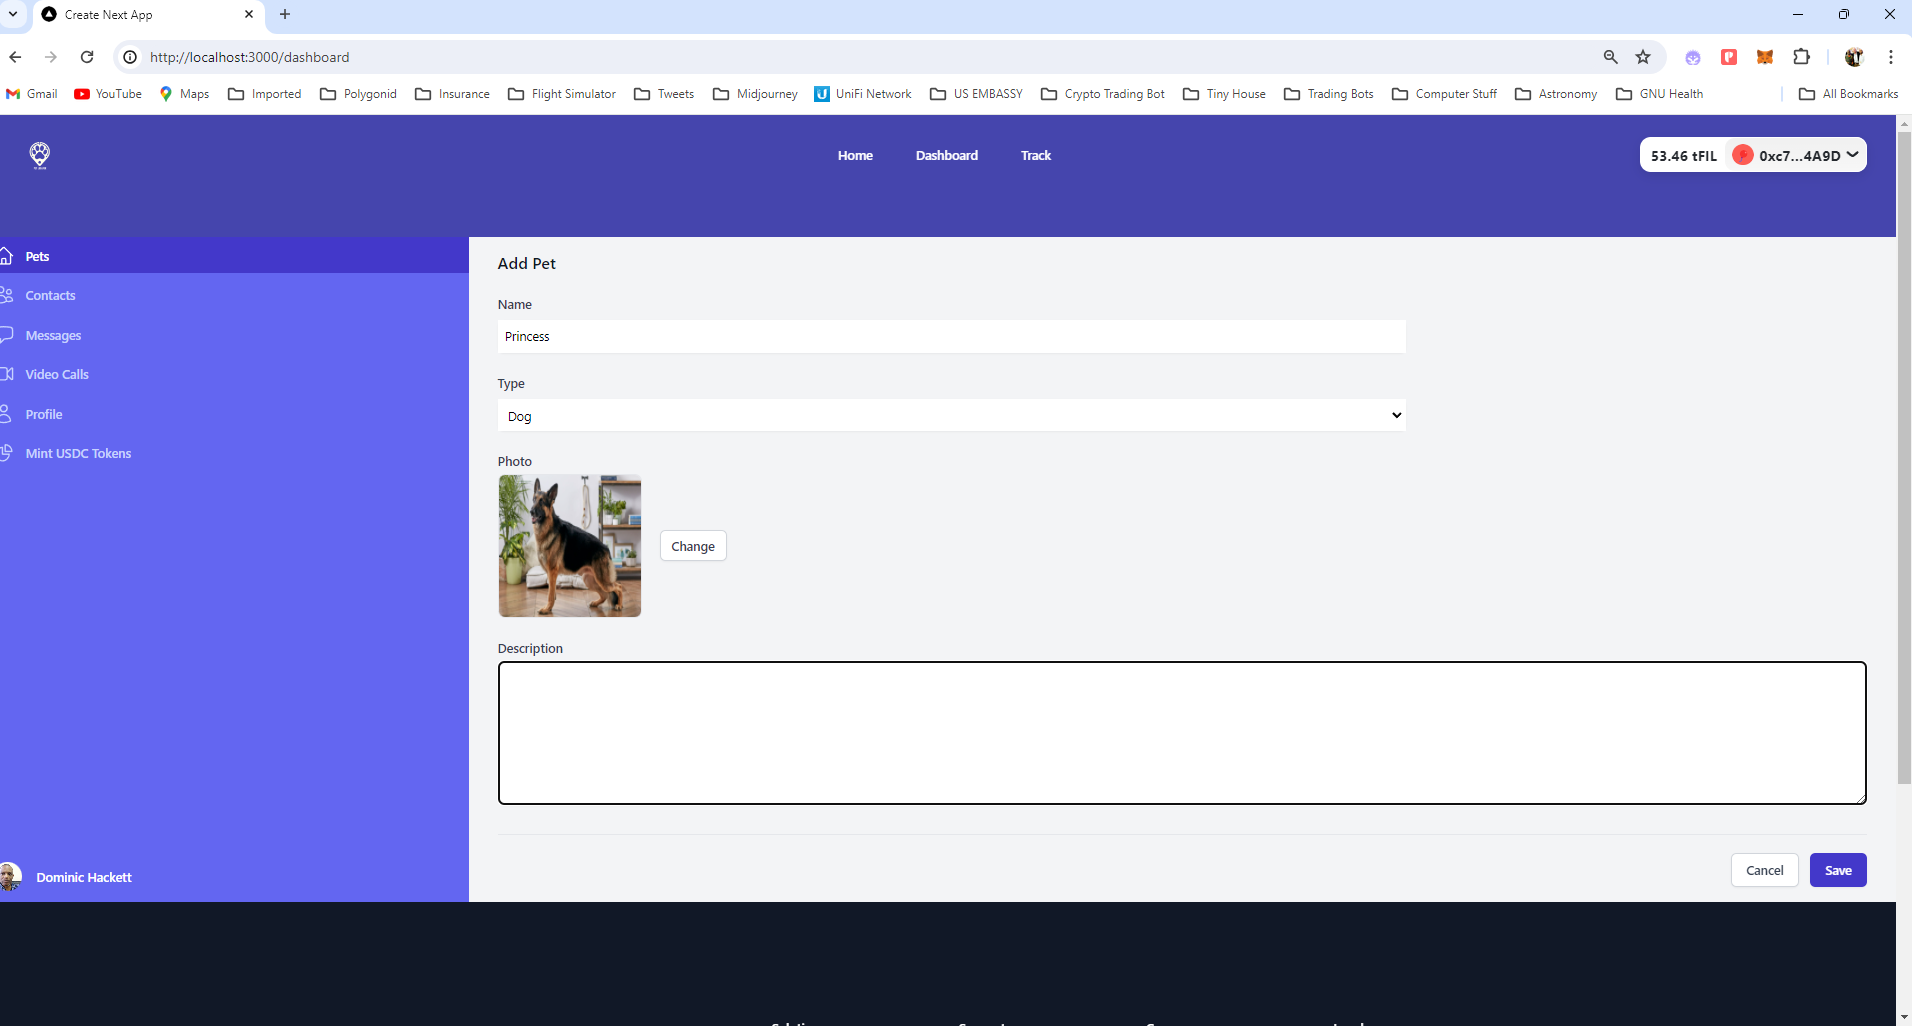 Create Next App
http://localhost:3000/dashboard
Gmail YouTube Maps Imported Polygonid Insurance Flight Simulator Tweets Midjourney UniFi Network US EMBASSY Crypto Trading Bot Tiny House Trading Bots Computer Stuff Astronomy GNU Health All Bookmarks
Home Dashboard Track
53.46 tFIL 0xc7...4A9D
Pets
Contacts
Messages
Video Calls
Profile
Mint USDC Tokens
Dominic Hackett
Add Pet
Name
Princess
Type
Dog
Photo
Change
Description
Cancel Save